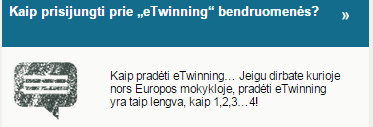 Kaip prisijungti prie „eTwinning“ bendruomenės? »
Kaip pradėti eTwinning... Jeigu dirbate kurioje
nors Europos mokykloje, pradėti eTwinning
yra taip lengva, kaip 1,2,3... 4!